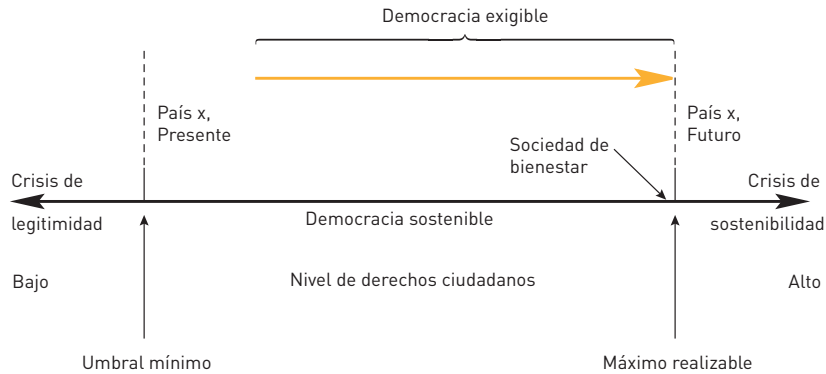 Democracia exigible
País x,
Presente
País x,
Futuro
Sociedad de
bienestar
Crisis de
legimitidad
Crisis de
sostenibilidad
Democracia sostenible
Bajo
Nivel de derechos ciudadanos
Alto
Umbral mínimo
Máximo realizable